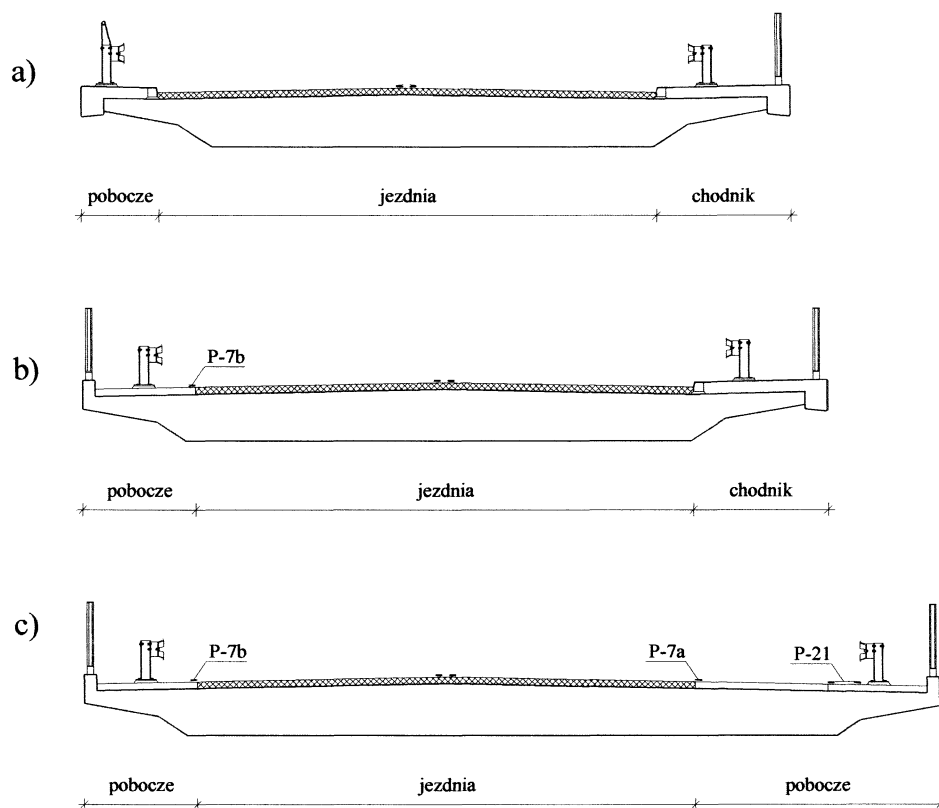 a)
pobocze jezdnia chodnik
b)
P-7b
pobocze jezdnia chodnik
c)
P-7b P-7a P-21
pobocze jezdnia pobocze